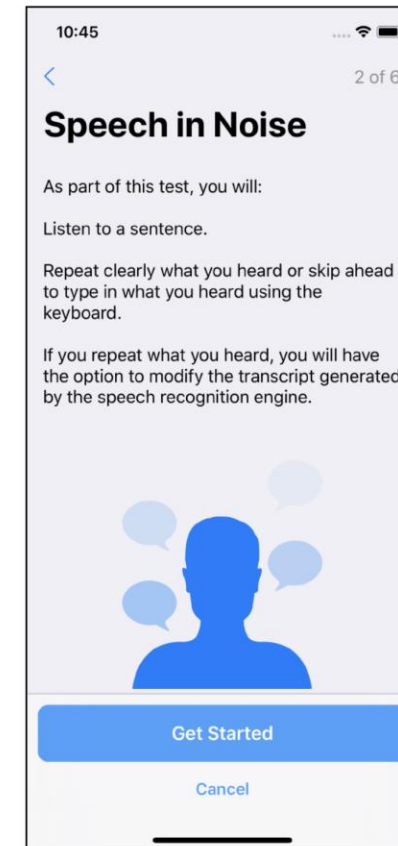 10:45
2 of 6
Speech in Noise
As part of this test, you will:
Listen to a sentence.
Repeat clearly what you heard or skip ahead
to type in what you heard using the
keyboard.
If you repeat what you heard, you will have
the option to modify the transcript generated
by the speech recognition engine.
Get Started
Cancel